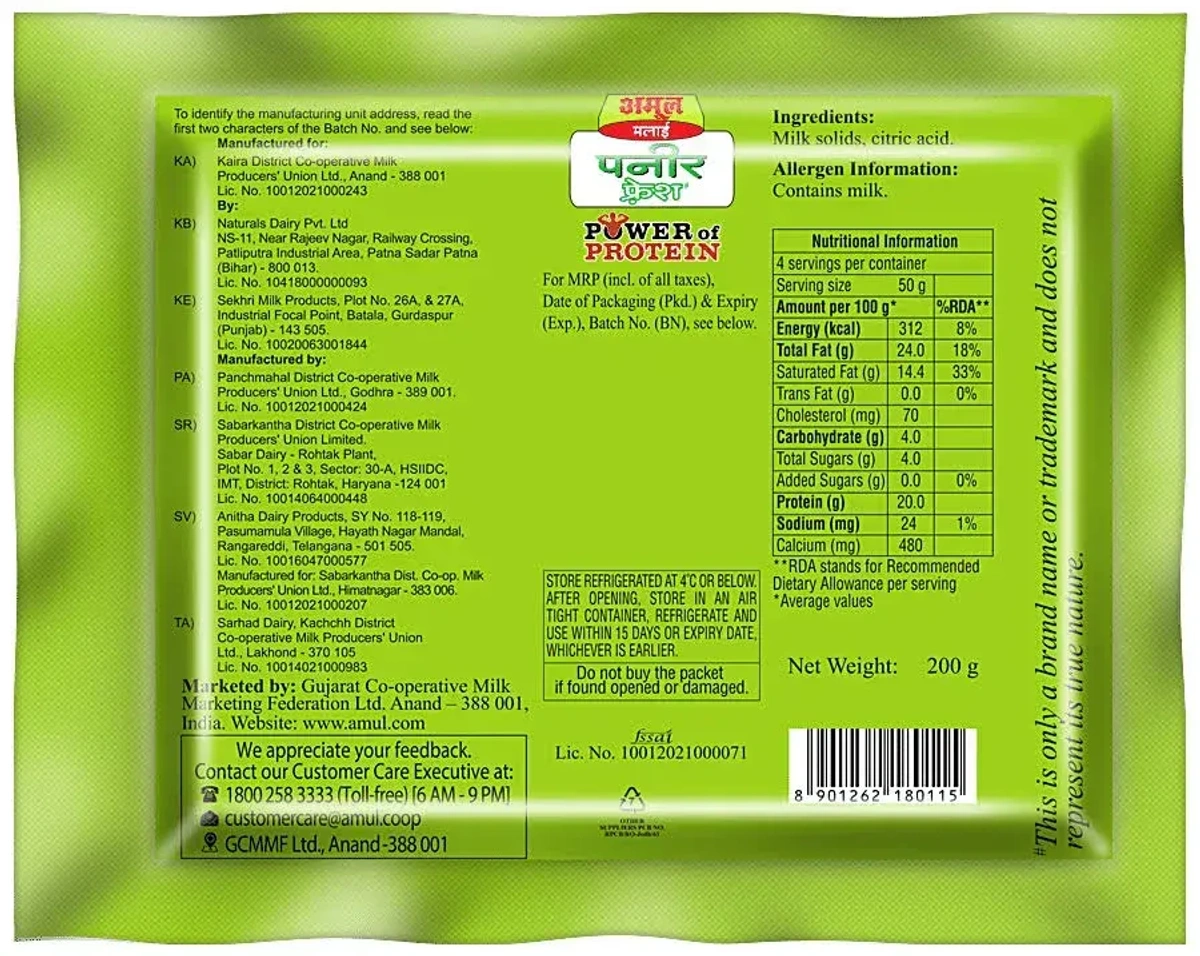 To identify the manufacturing unit address, read the
first two characters of the Batch No. and see below:
Manufactured for:
KA) Kaira District Co-operative Milk
Producers' Union Ltd., Anand - 388 001
Lic. No. 10012021000243
By:
KB) Naturals Dairy Pvt. Ltd
NS-11, Near Rajeev Nagar, Railway Crossing,
Patliputra Industrial Area, Patna Sadar Patna
(Bihar) - 800 013.
Lic. No. 10418000000093
KE) Sekhri Milk Products, Plot No. 26A, & 27A,
Industrial Focal Point, Batala, Gurdaspur
(Punjab) - 143 505.
Lic. No. 10020063001844
Manufactured by:
PA) Panchmahal District Co-operative Milk
Producers' Union Ltd., Godhra - 389 001.
Lic. No. 10012021000424
SR) Sabarkantha District Co-operative Milk
Producers' Union Limited.
Sabar Dairy - Rohtak Plant,
Plot No. 1, 2 & 3, Sector: 30-A, HSIIDC,
IMT, District: Rohtak, Haryana -124 001
Lic. No. 10014064000448
SV) Anitha Dairy Products, SY No. 118-119,
Pasumamula Village, Hayath Nagar Mandal,
Rangareddi, Telangana - 501 505.
Lic. No. 10016047000577
Manufactured for: Sabarkantha Dist. Co-op. Milk
Producers' Union Ltd., Himatnagar - 383 006.
Lic. No. 10012021000207
TA) Sarhad Dairy, Kachchh District
Co-operative Milk Producers' Union
Ltd., Lakhond - 370 105
Lic. No. 10014021000983
Marketed by: Gujarat Co-operative Milk
Marketing Federation Ltd. Anand – 388 001,
India. Website: www.amul.com
We appreciate your feedback.
Contact our Customer Care Executive at:
1800 258 3333 (Toll-free) [6 AM - 9 PM]
customercare@amul.coop
GCMMF Ltd., Anand-388 001
अमूल
मलाई
पनीर
फ़्रेश#
POWER of
PROTEIN
For MRP (incl. of all taxes),
Date of Packaging (Pkd.) & Expiry
(Exp.), Batch No. (BN), see below.
STORE REFRIGERATED AT 4°C OR BELOW.
AFTER OPENING, STORE IN AN AIR
TIGHT CONTAINER, REFRIGERATE AND
USE WITHIN 15 DAYS OR EXPIRY DATE,
WHICHEVER IS EARLIER.
Do not buy the packet
if found opened or damaged.
fssai
Lic. No. 10012021000071
7
OTHER
Ingredients:
Milk solids, citric acid.
Allergen Information:
Contains milk.
Nutritional Information
4 servings per container
Serving size 50 g
Amount per 100 g* %RDA**
Energy (kcal) 312 8%
Total Fat (g) 24.0 18%
Saturated Fat (g) 14.4 33%
Trans Fat (g) 0.0 0%
Cholesterol (mg) 70
Carbohydrate (g) 4.0
Total Sugars (g) 4.0
Added Sugars (g) 0.0 0%
Protein (g) 20.0
Sodium (mg) 24 1%
Calcium (mg) 480
**RDA stands for Recommended
Dietary Allowance per serving
*Average values
Net Weight: 200 g
8 901262 180115
#This is only a brand name or trademark and does not
represent its true nature.